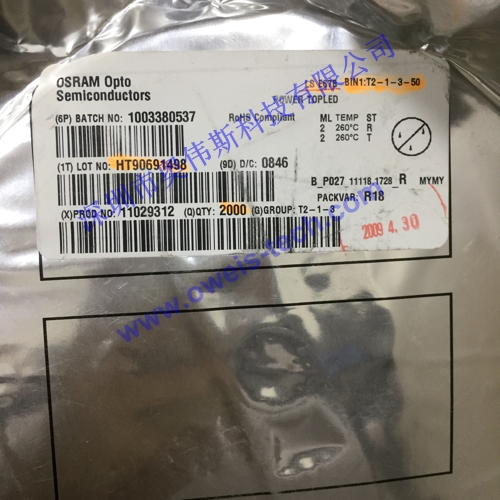 OSRAM Opto
Semiconductors
LS E67B-BIN1:T2-1-3-50
POWER TOPLED
(6P) BATCH NO: 1003380537
RoHS Compliant
ML TEMP ST
2 260°C R
2 260°C T
(1T) LOT NO: HT90691498
(9D) D/C: 0846
B_P027_11118.1728_R MYMY
PACKVAR: R18
(X)PROD NO: 11029312 (Q)QTY: 2000 (G)GROUP: T2-1-3
2009 4. 30
深圳市奥伟斯科技有限公司
www.oweis-tech.com